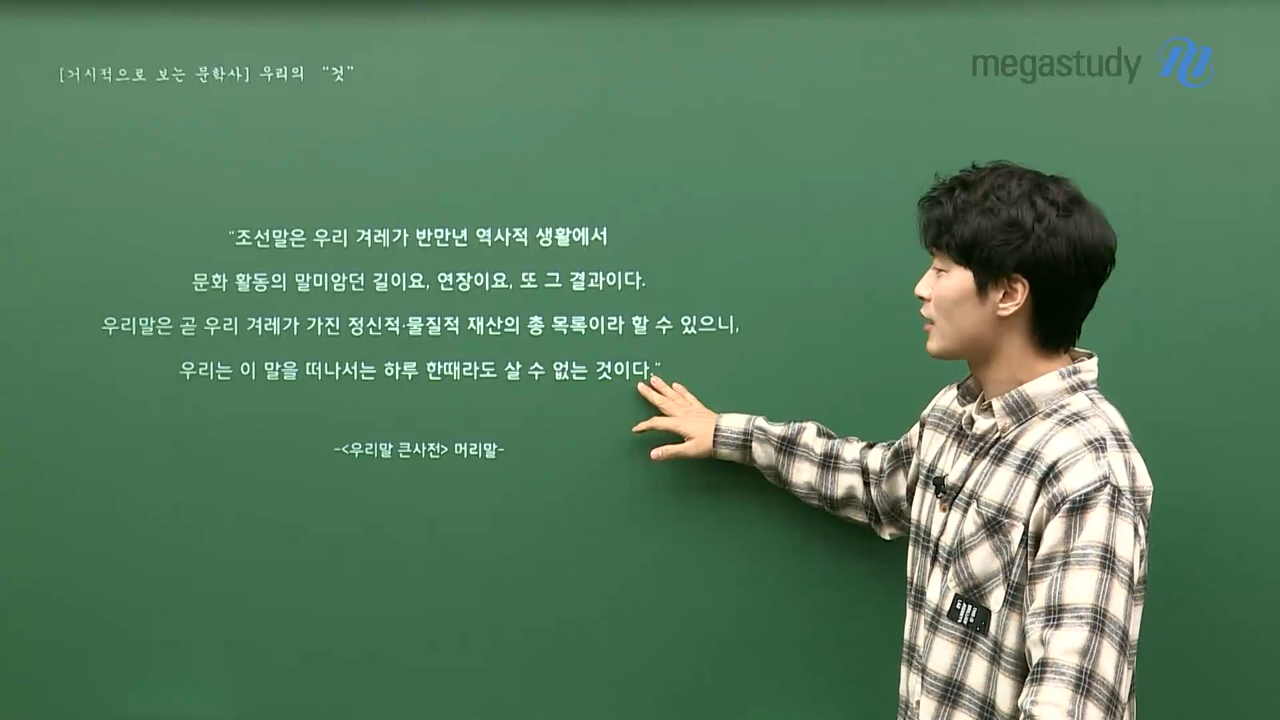 [거시적으로 보는 문학사] 우리의 "것"
megastudy
"조선말은 우리 겨레가 반만년 역사적 생활에서
문화 활동의 말미암던 길이요, 연장이요, 또 그 결과이다.
우리말은 곧 우리 겨레가 가진 정신적·물질적 재산의 총 목록이라 할 수 있으니,
우리는 이 말을 떠나서는 하루 한때라도 살 수 없는 것이다."
-<우리말 큰사전> 머리말-